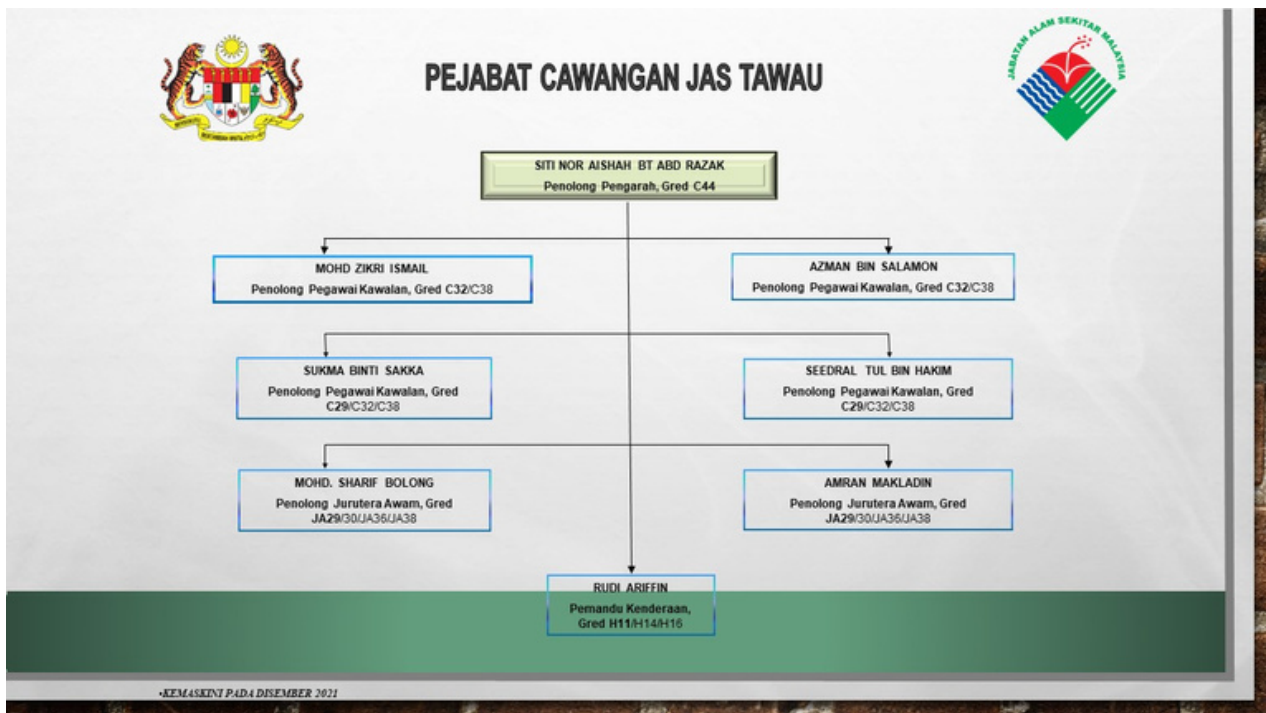 PEJABAT CAWANGAN JAS TAWAU
JABATAN ALAM SEKITAR MALAYSIA
SITI NOR AISHAH BT ABD RAZAK
Penolong Pengarah, Gred C44
MOHD ZIKRI ISMAIL
Penolong Pegawai Kawalan, Gred C32/C38
AZMAN BIN SALAMON
Penolong Pegawai Kawalan, Gred C32/C38
SUKMA BINTI SAKKA
Penolong Pegawai Kawalan, Gred
C29/C32/C38
SEEDRAL TUL BIN HAKIM
Penolong Pegawai Kawalan, Gred
C29/C32/C38
MOHD. SHARIF BOLONG
Penolong Jurutera Awam, Gred
JA29/30/JA36/JA38
AMRAN MAKLADIN
Penolong Jurutera Awam, Gred
JA29/30/JA36/JA38
RUDI ARIFFIN
Pemandu Kenderaan,
Gred H11/H14/H16
•KEMASKINI PADA DISEMBER 2021